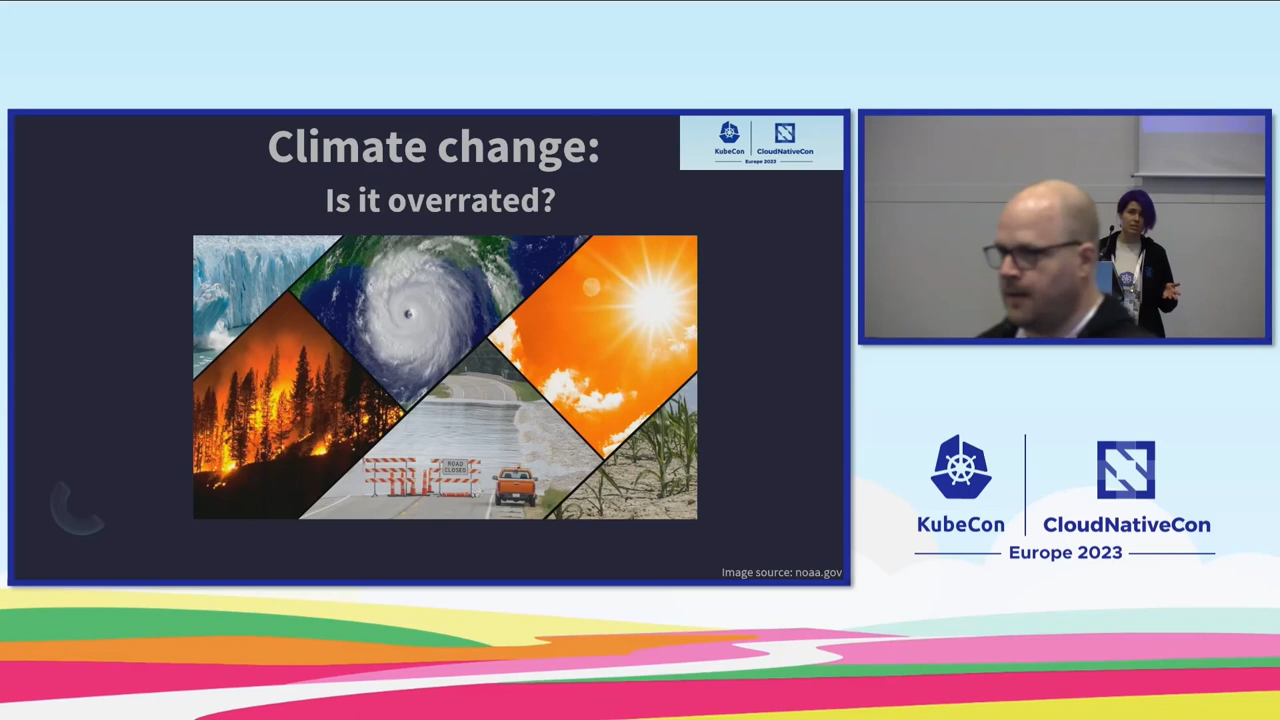 Climate change:
Is it overrated?
KubeCon
CloudNativeCon
Europe 2023
ROAD
CLOSED
Image source: noaa.gov
KubeCon
CloudNativeCon
Europe 2023